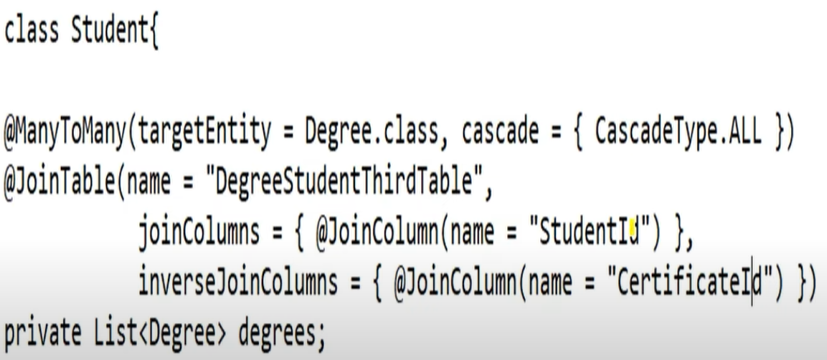 class Student{
@ManyToMany(targetEntity = Degree.class, cascade = { CascadeType.ALL })
@JoinTable(name = "DegreeStudentThirdTable",
joinColumns = { @JoinColumn(name = "StudentId") },
inverseJoinColumns = { @JoinColumn(name = "CertificateId") })
private List<Degree> degrees;